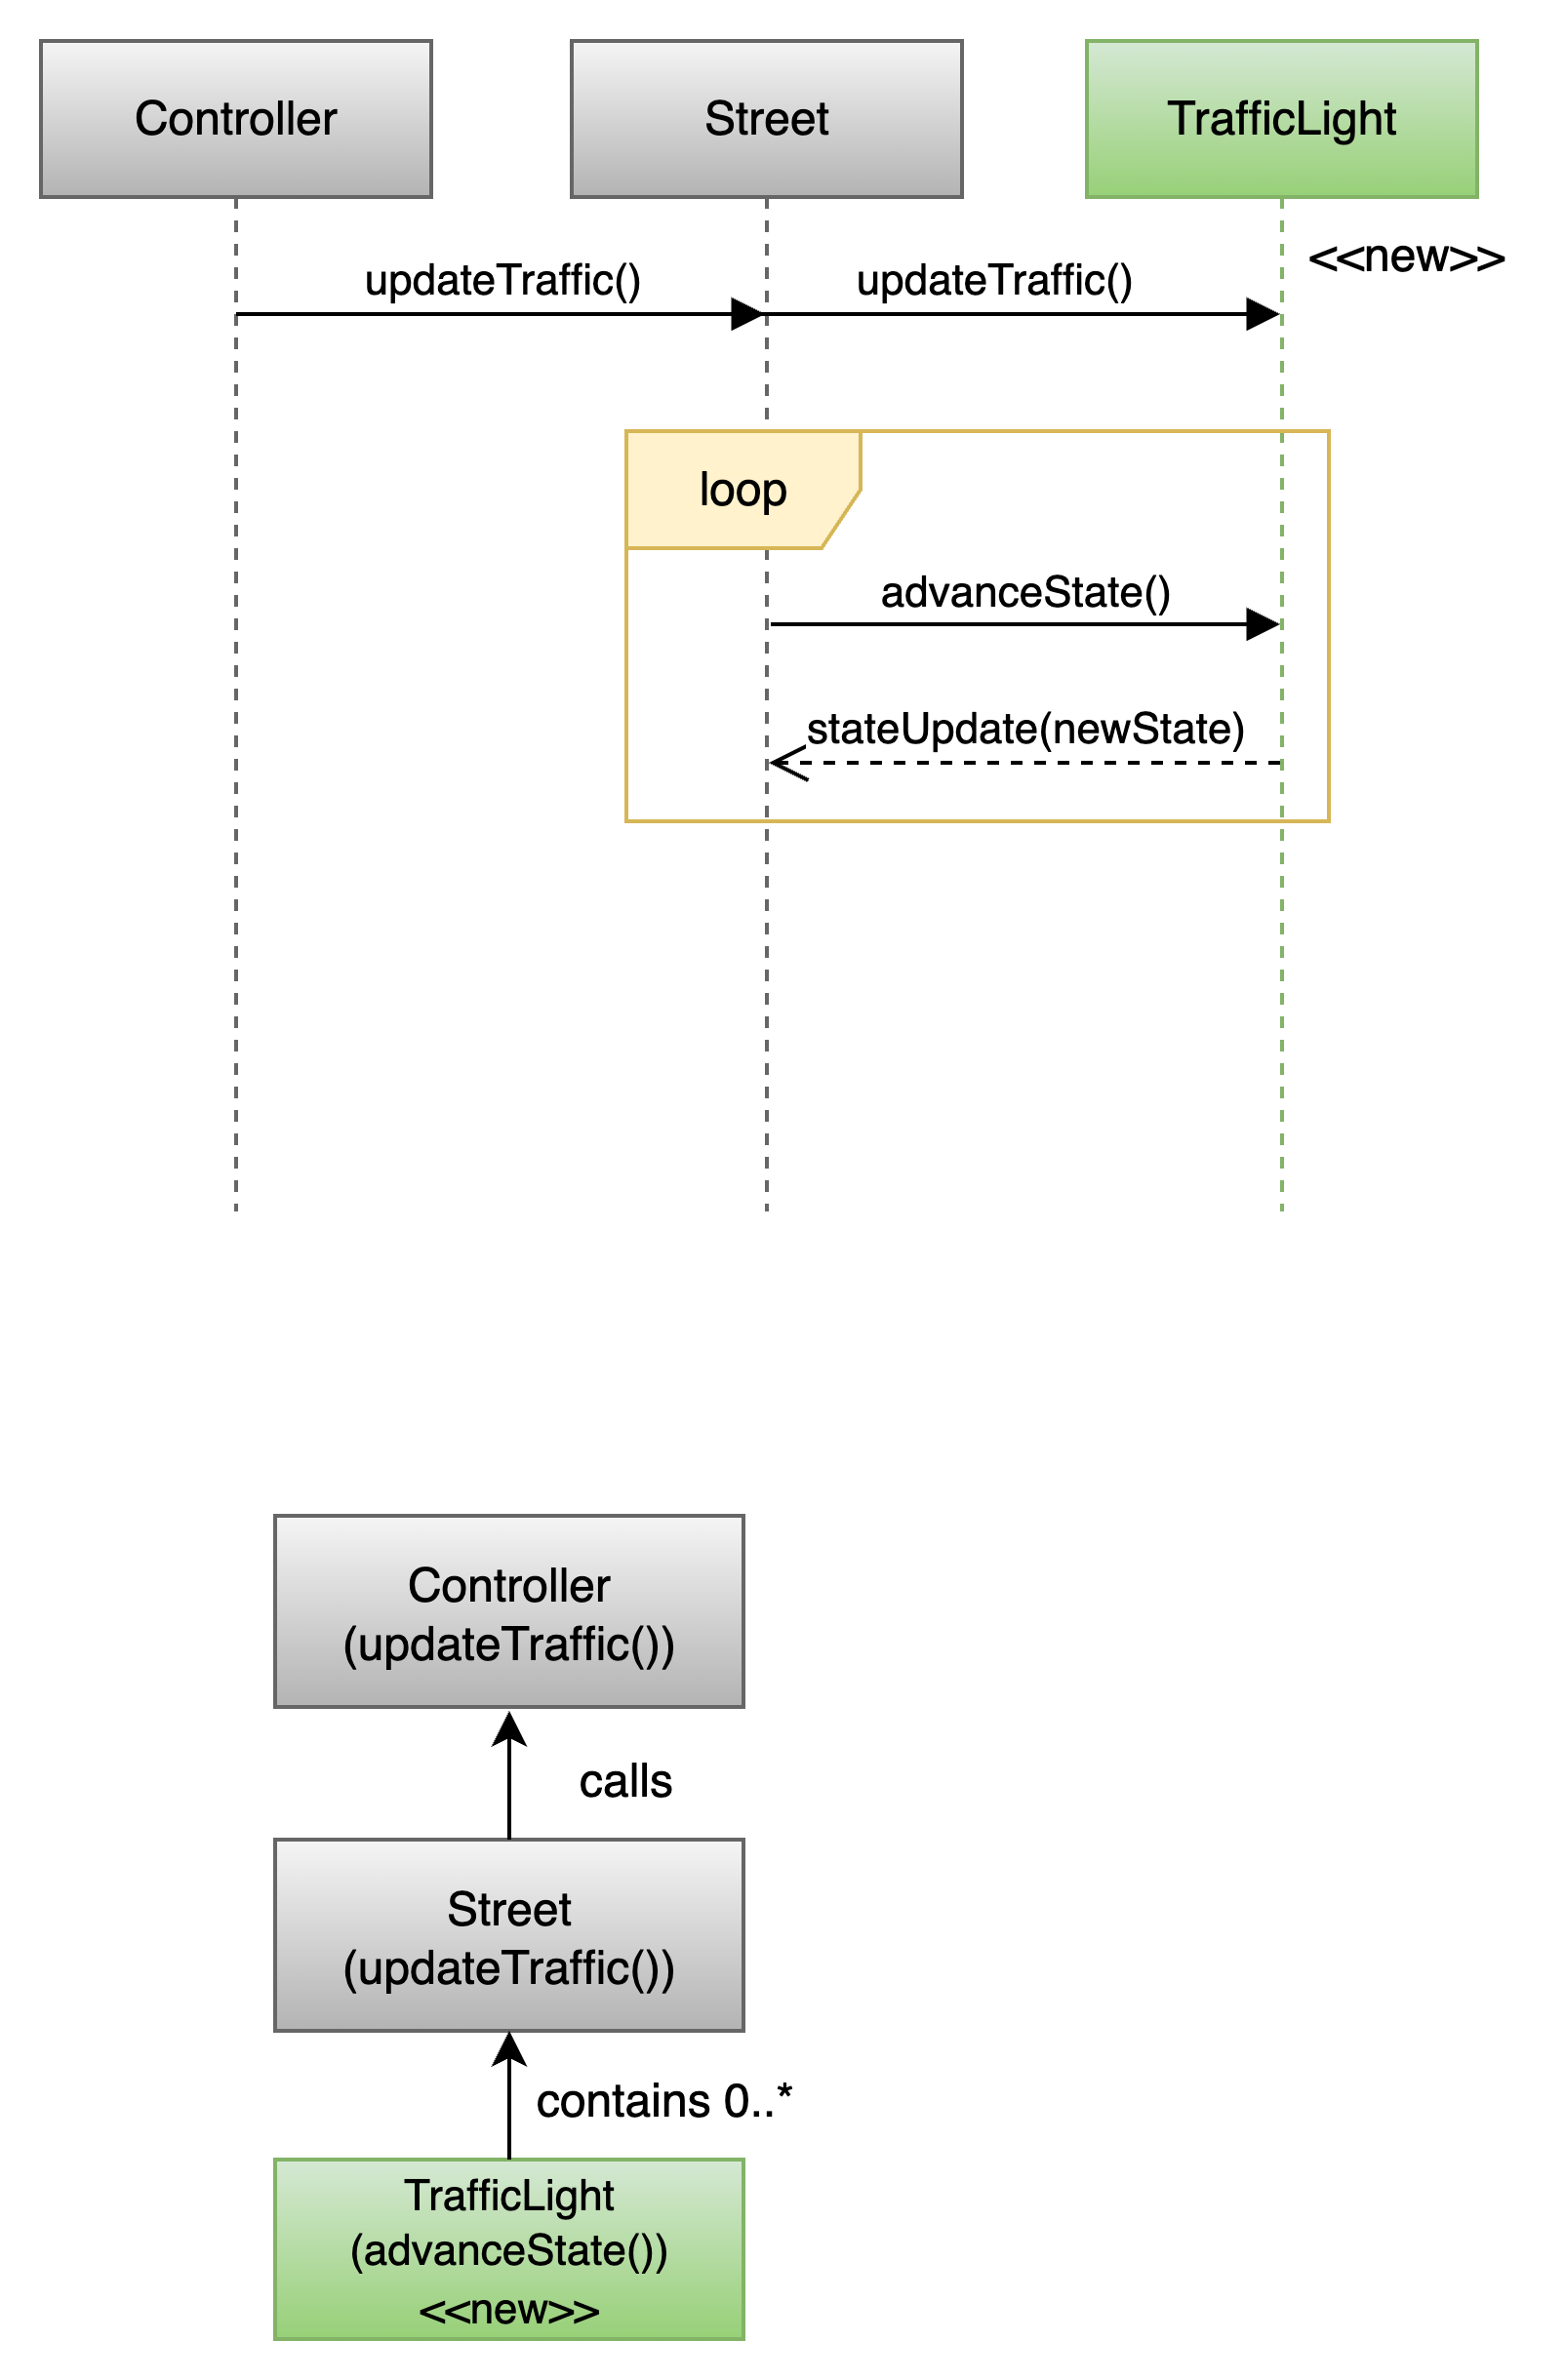 Controller
Street
TrafficLight
<<new>>
updateTraffic()
updateTraffic()
loop
advanceState()
stateUpdate(newState)
Controller
(updateTraffic())
calls
Street
(updateTraffic())
contains 0..*
TrafficLight
(advanceState())
<<new>>